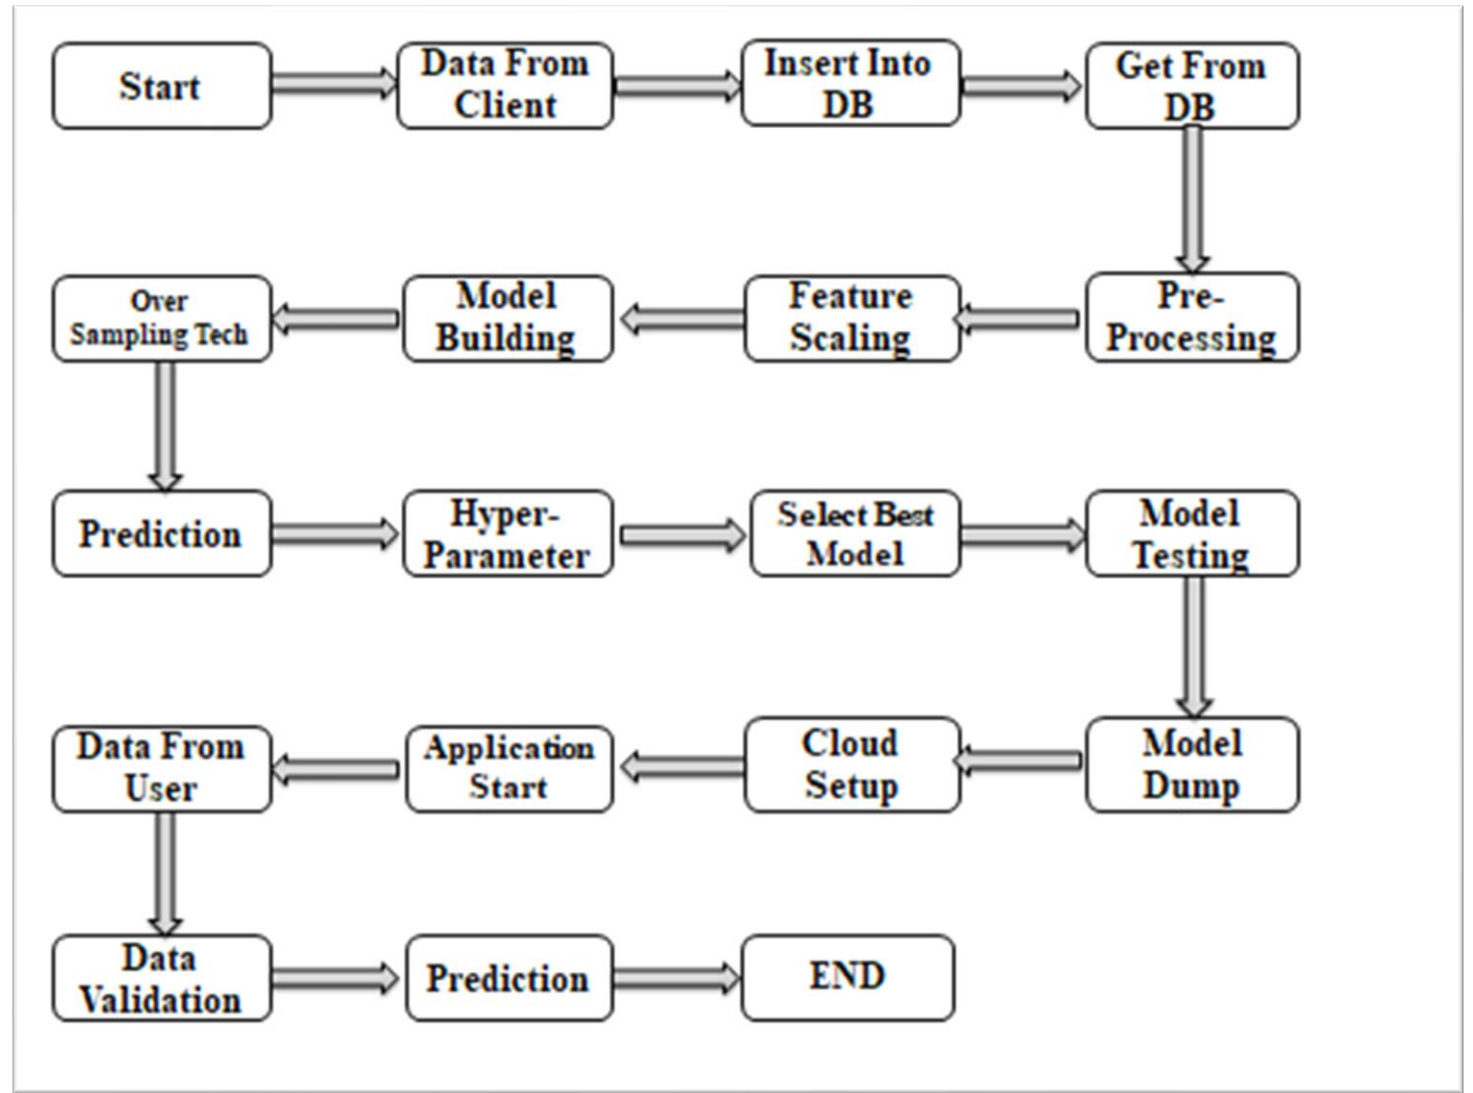 Start
Data From
Client
Insert Into
DB
Get From
DB
Pre-
Processing
Feature
Scaling
Model
Building
Over
Sampling Tech
Prediction
Hyper-
Parameter
Select Best
Model
Model
Testing
Model
Dump
Cloud
Setup
Application
Start
Data From
User
Data
Validation
Prediction
END